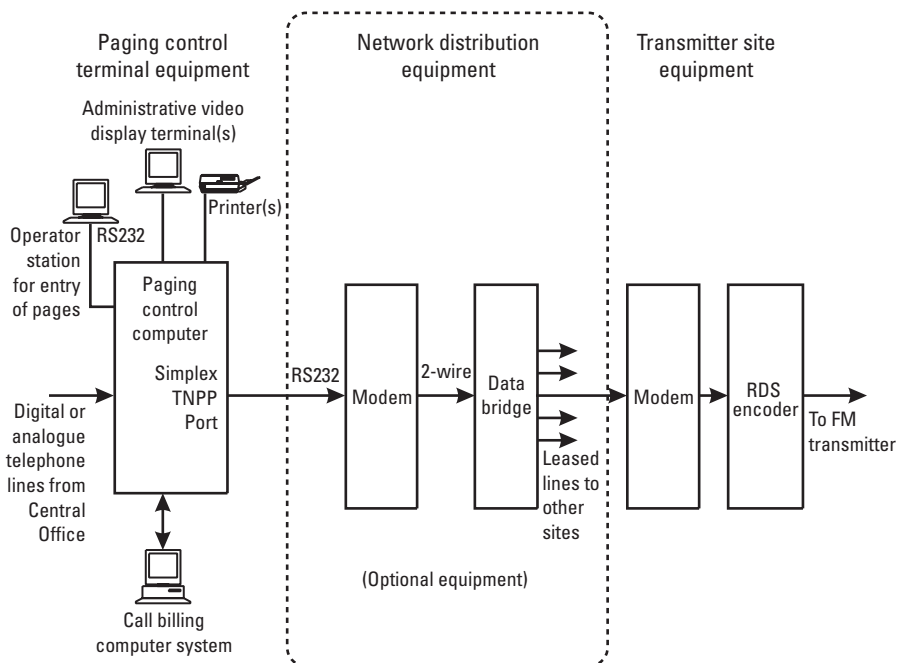 Paging control
terminal equipment
Network distribution
equipment
Transmitter site
equipment
Administrative video
display terminal(s)
Printer(s)
RS232
Operator
station
for entry
of pages
Paging
control
computer
Simplex
TNPP
Port
Digital or
analogue
telephone
lines from
Central
Office
Call billing
computer system
RS232
Modem
2-wire
Data
bridge
Leased
lines to
other
sites
(Optional equipment)
Modem
RDS
encoder
To FM
transmitter